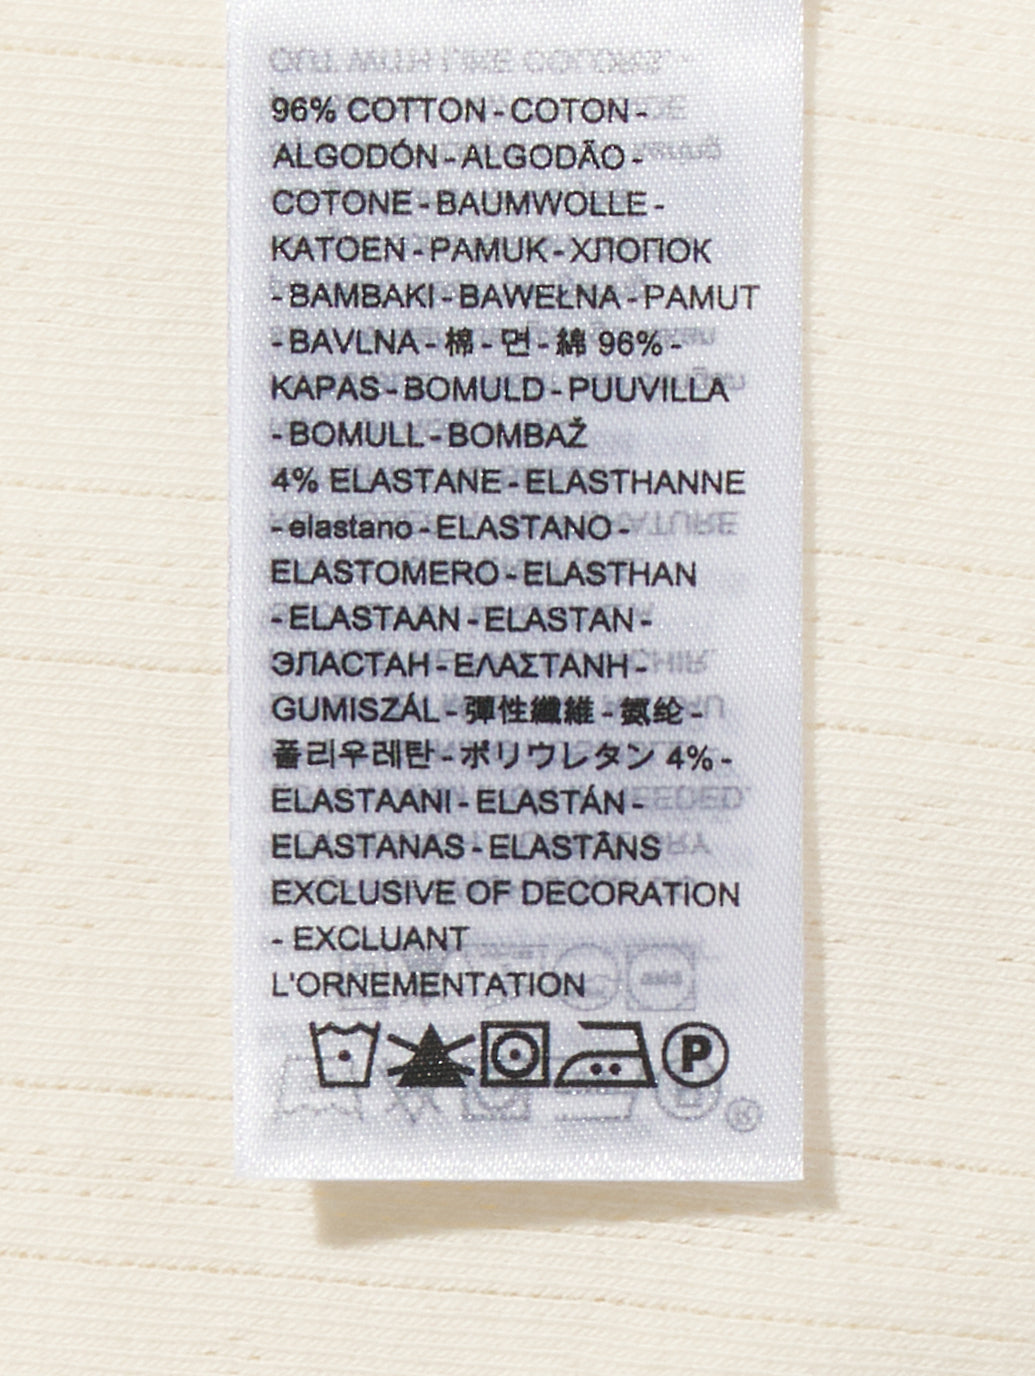 96% COTTON - COTON -
ALGODÓN - ALGODÃO -
COTONE - BAUMWOLLE -
KATOEN - PAMUK - ХЛОПОК
- BAMBAKI - BAWEŁNA - PAMUT
- BAVLNA - 棉 - 면 - 綿 96% -
KAPAS - BOMULD - PUUVILLA
- BOMULL - BOMBAŽ
4% ELASTANE - ELASTHANNE
- elastano - ELASTANO -
ELASTOMERO - ELASTHAN
- ELASTAAN - ELASTAN -
ЭЛАСТАН - ΕΛΑΣΤΑΝΗ -
GUMISZÁL - 彈性纖維 - 氨纶 -
폴리우레탄 - ポリウレタン 4% -
ELASTAANI - ELASTÁN -
ELASTANAS - ELASTĀNS
EXCLUSIVE OF DECORATION
- EXCLUANT
L'ORNEMENTATION
P